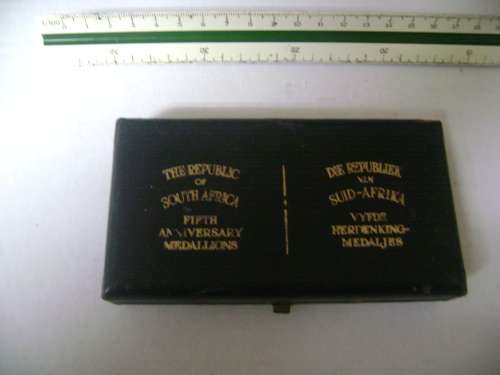 THE REPUBLIC
OF
SOUTH AFRICA
FIFTH
ANNIVERSARY
MEDALLIONS
DIE REPUBLIEK
VAN
SUID-AFRIKA
VYFDE
HERDENKING-
MEDALJES